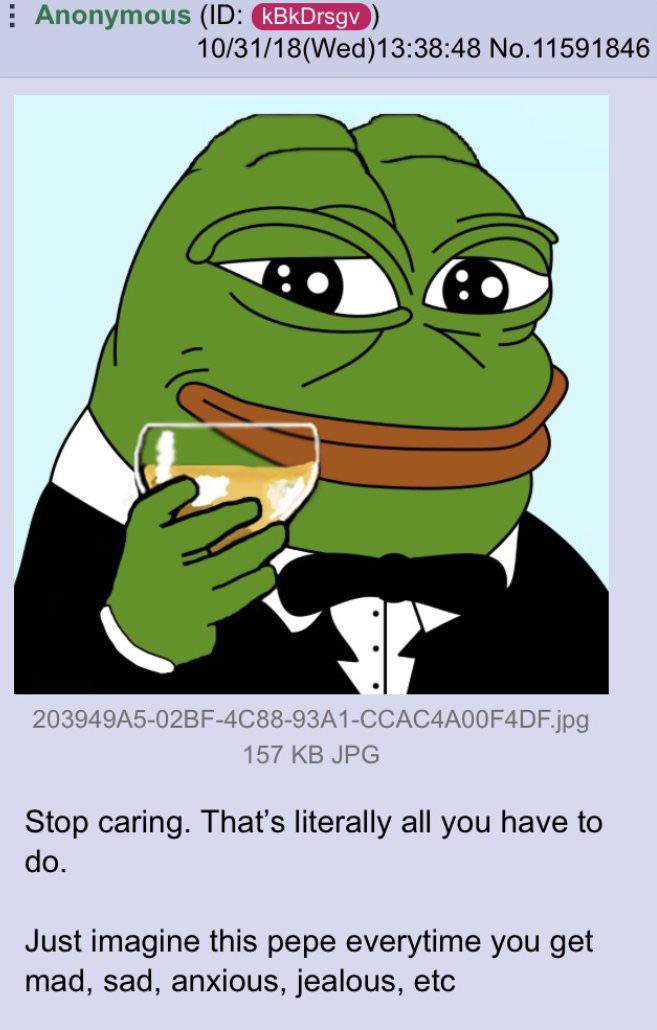 Anonymous (ID: kBkDrsgv)
10/31/18(Wed)13:38:48 No.11591846
203949A5-02BF-4C88-93A1-CCAC4A00F4DF.jpg
157 KB JPG
Stop caring. That’s literally all you have to
do.
Just imagine this pepe everytime you get
mad, sad, anxious, jealous, etc